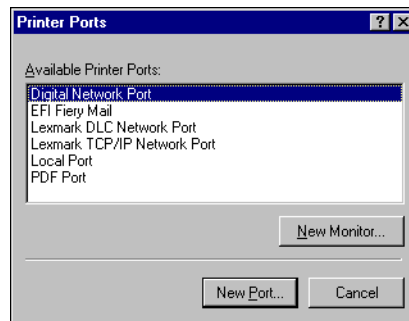 Printer Ports
Available Printer Ports:
Digital Network Port
EFI Fiery Mail
Lexmark DLC Network Port
Lexmark TCP/IP Network Port
Local Port
PDF Port
New Monitor...
New Port...
Cancel